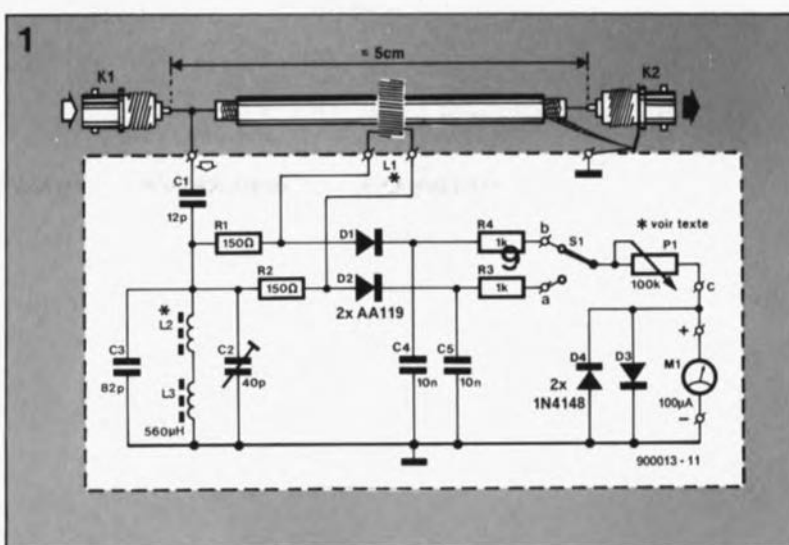 1
≈ 5cm
K1
K2
L1
*
C1
12p
R1
150Ω
D1
R4
1k
9
b
S1
* voir texte
P1
100k
R2
150Ω
D2
2x AA119
R3
1k
a
c
*
L2
C3
82p
C2
40p
L3
560µH
C4
10n
C5
10n
D4
D3
2x
1N4148
+
M1
100µA
−
900013 - 11